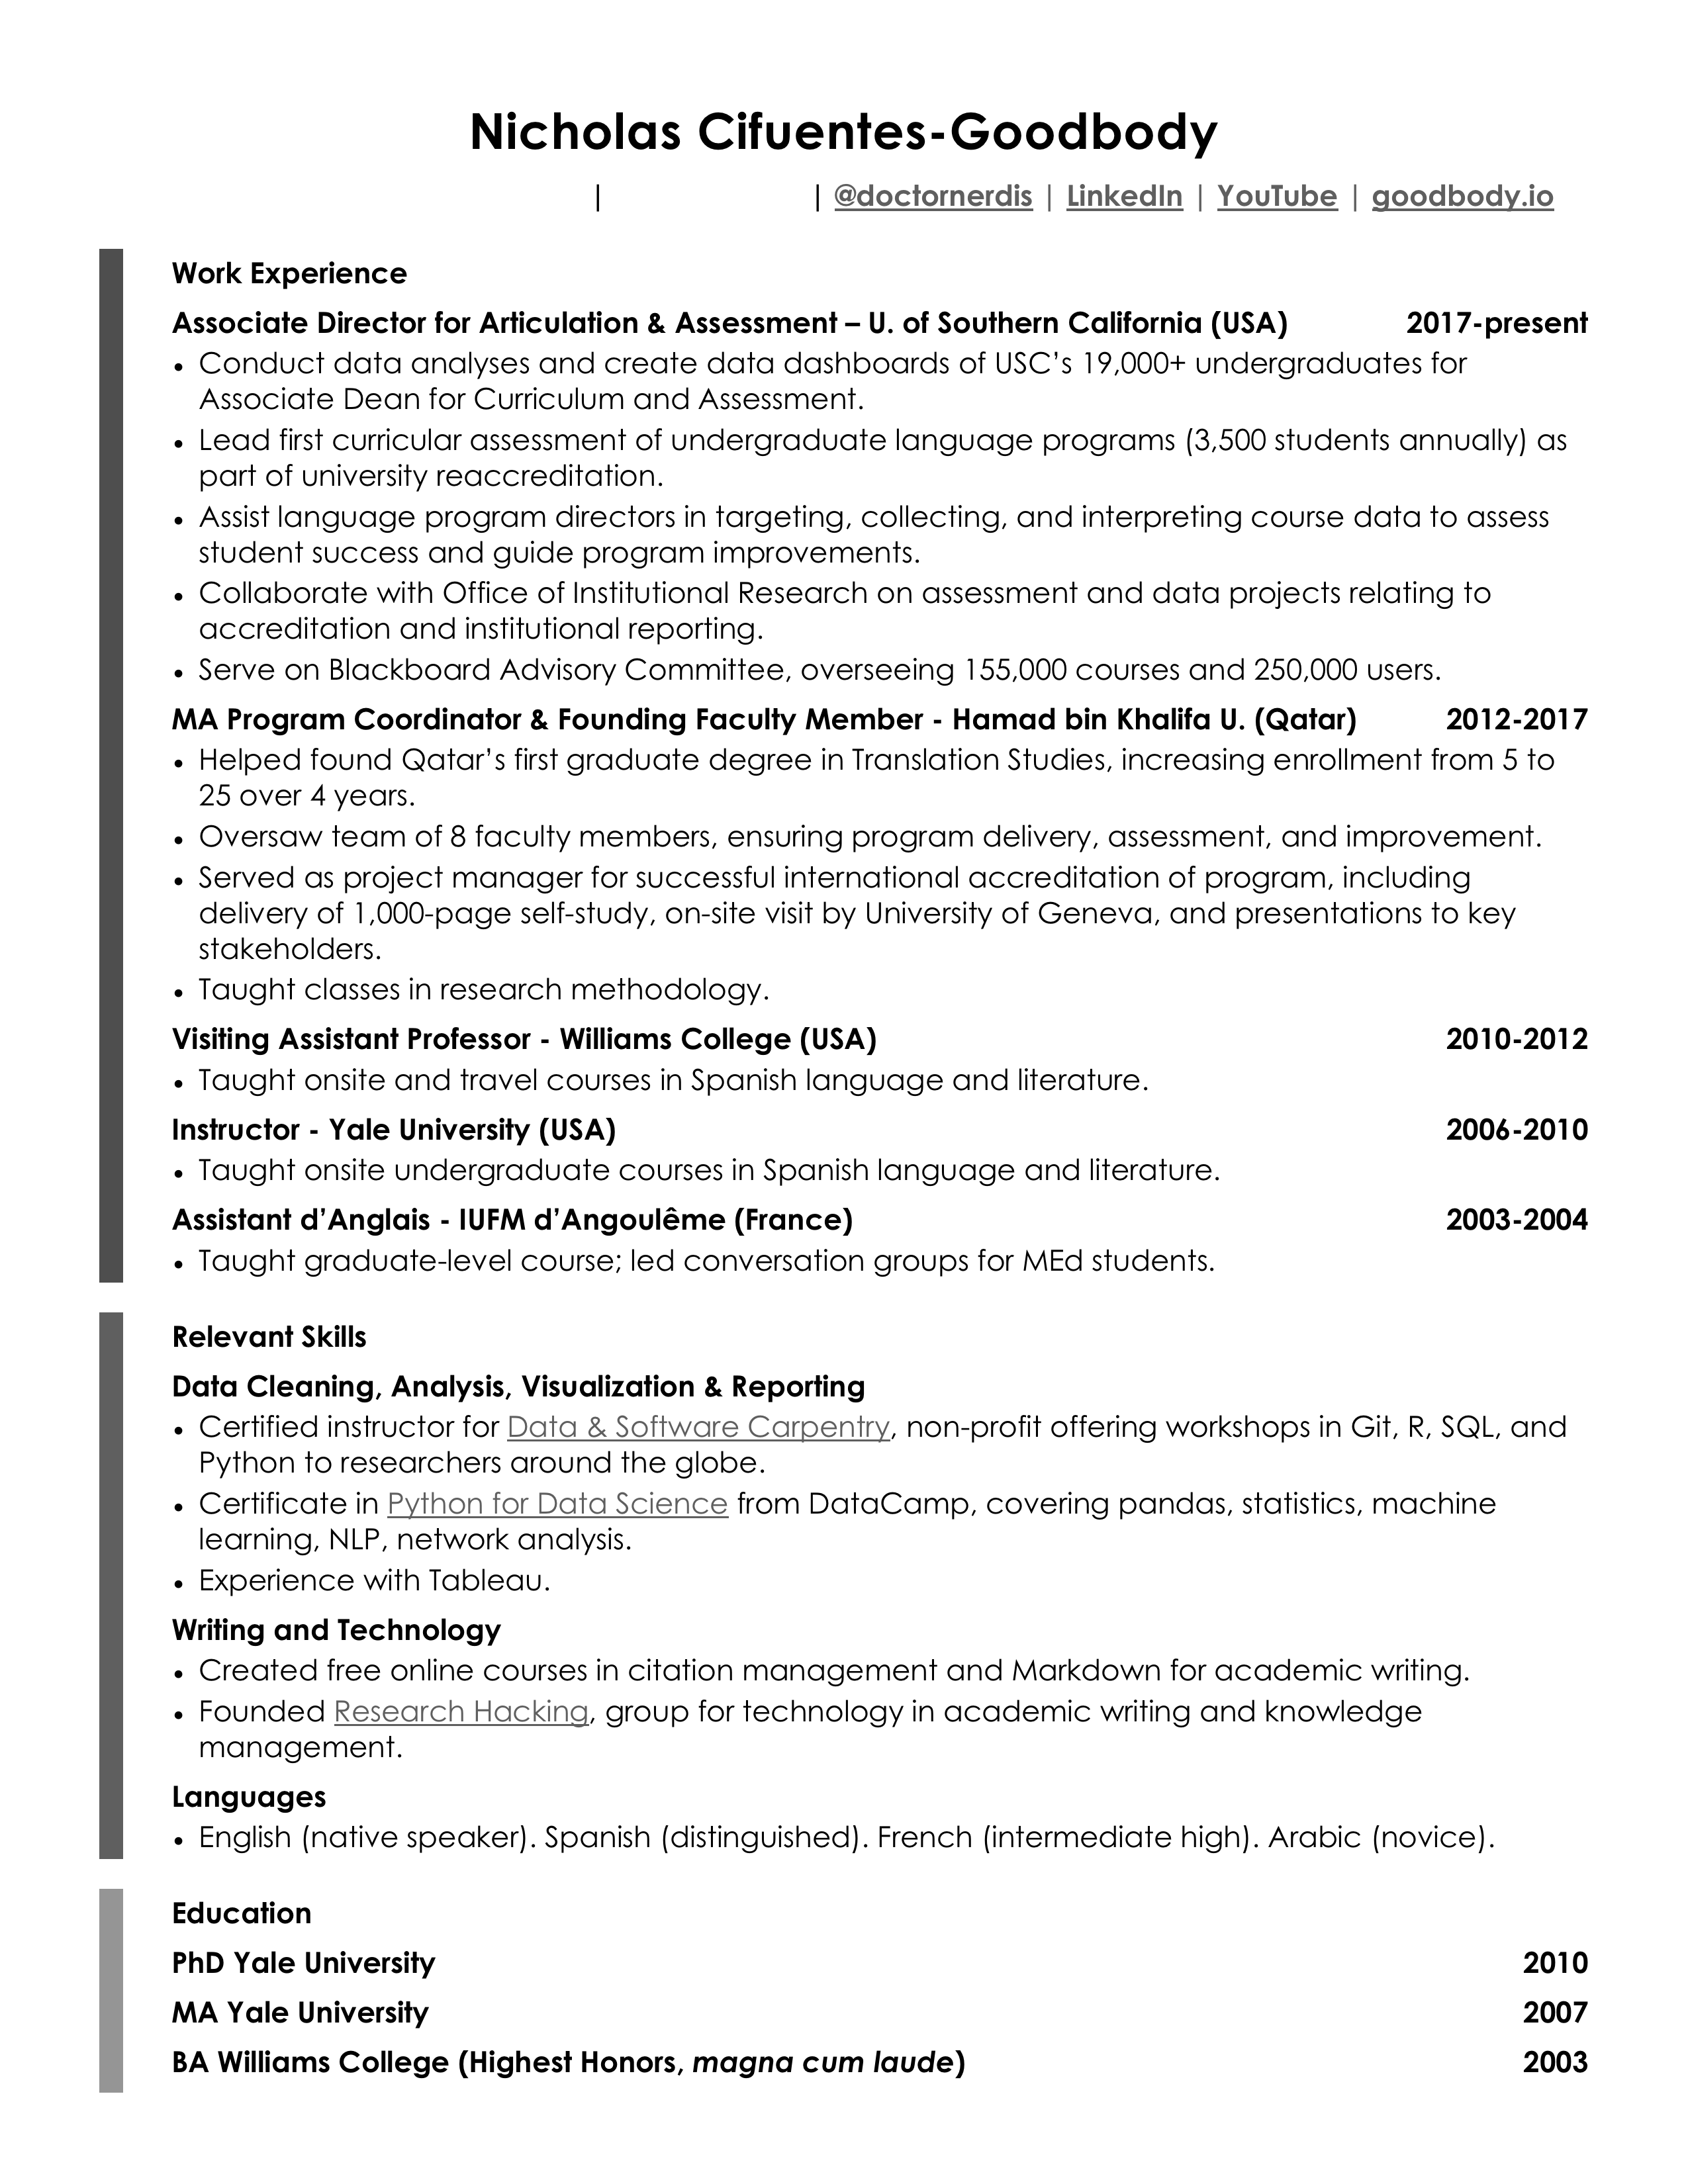 Nicholas Cifuentes-Goodbody
| | @doctornerdis | LinkedIn | YouTube | goodbody.io
Work Experience
Associate Director for Articulation & Assessment – U. of Southern California (USA) 2017-present
• Conduct data analyses and create data dashboards of USC’s 19,000+ undergraduates for
Associate Dean for Curriculum and Assessment.
• Lead first curricular assessment of undergraduate language programs (3,500 students annually) as
part of university reaccreditation.
• Assist language program directors in targeting, collecting, and interpreting course data to assess
student success and guide program improvements.
• Collaborate with Office of Institutional Research on assessment and data projects relating to
accreditation and institutional reporting.
• Serve on Blackboard Advisory Committee, overseeing 155,000 courses and 250,000 users.
MA Program Coordinator & Founding Faculty Member - Hamad bin Khalifa U. (Qatar) 2012-2017
• Helped found Qatar’s first graduate degree in Translation Studies, increasing enrollment from 5 to
25 over 4 years.
• Oversaw team of 8 faculty members, ensuring program delivery, assessment, and improvement.
• Served as project manager for successful international accreditation of program, including
delivery of 1,000-page self-study, on-site visit by University of Geneva, and presentations to key
stakeholders.
• Taught classes in research methodology.
Visiting Assistant Professor - Williams College (USA) 2010-2012
• Taught onsite and travel courses in Spanish language and literature.
Instructor - Yale University (USA) 2006-2010
• Taught onsite undergraduate courses in Spanish language and literature.
Assistant d’Anglais - IUFM d’Angoulême (France) 2003-2004
• Taught graduate-level course; led conversation groups for MEd students.
Relevant Skills
Data Cleaning, Analysis, Visualization & Reporting
• Certified instructor for Data & Software Carpentry, non-profit offering workshops in Git, R, SQL, and
Python to researchers around the globe.
• Certificate in Python for Data Science from DataCamp, covering pandas, statistics, machine
learning, NLP, network analysis.
• Experience with Tableau.
Writing and Technology
• Created free online courses in citation management and Markdown for academic writing.
• Founded Research Hacking, group for technology in academic writing and knowledge
management.
Languages
• English (native speaker). Spanish (distinguished). French (intermediate high). Arabic (novice).
Education
PhD Yale University 2010
MA Yale University 2007
BA Williams College (Highest Honors, magna cum laude) 2003